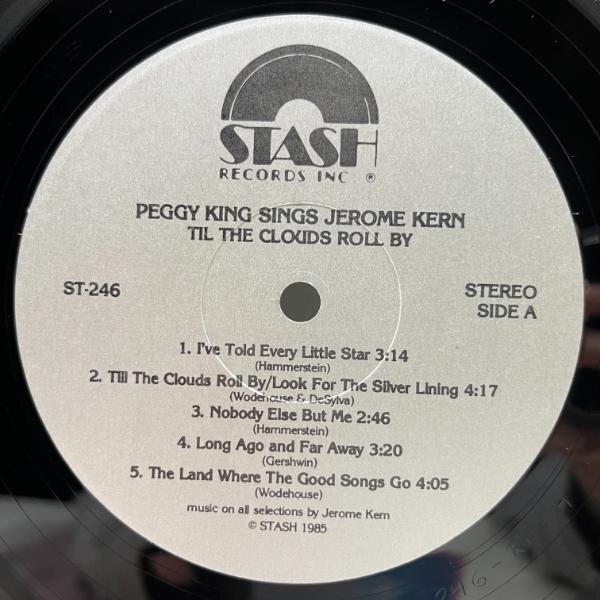 STASH
RECORDS INC ®
PEGGY KING SINGS JEROME KERN
'TIL THE CLOUDS ROLL BY
ST-246
STEREO
SIDE A
1. I've Told Every Little Star 3:14
(Hammerstein)
2. Till The Clouds Roll By/Look For The Silver Lining 4:17
(Wodehouse & DeSylva)
3. Nobody Else But Me 2:46
(Hammerstein)
4. Long Ago and Far Away 3:20
(Gershwin)
5. The Land Where The Good Songs Go 4:05
(Wodehouse)
music on all selections by Jerome Kern
© STASH 1985